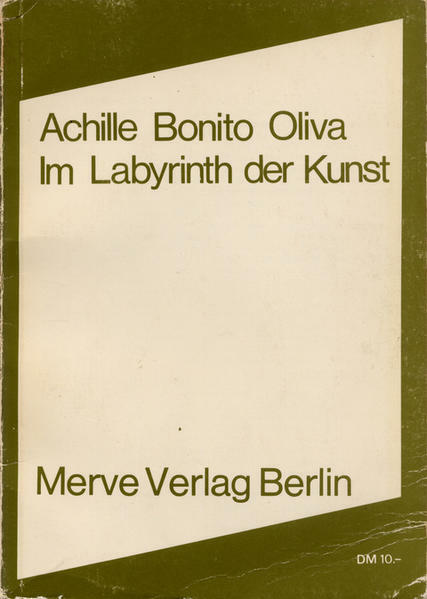 Achille Bonito Oliva
Im Labyrinth der Kunst
Merve Verlag Berlin
DM 10.-